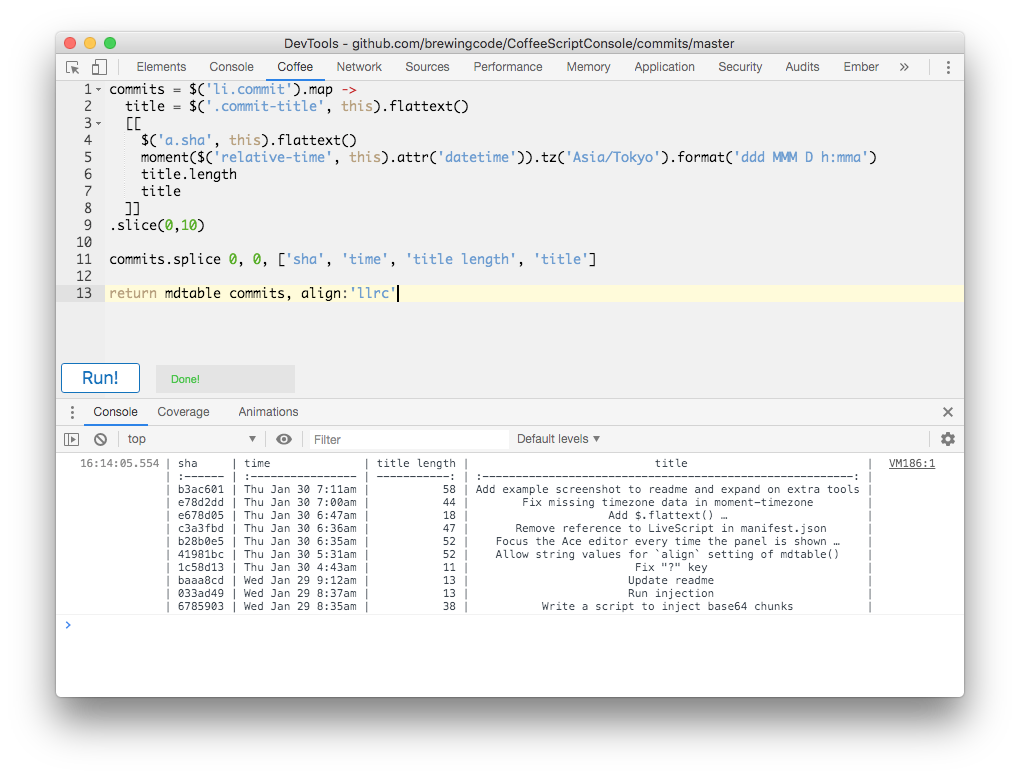 DevTools - github.com/brewingcode/CoffeeScriptConsole/commits/master
Elements Console Coffee Network Sources Performance Memory Application Security Audits Ember »
1 commits = $('li.commit').map ->
2   title = $('.commit-title', this).flattext()
3   [[
4     $('a.sha', this).flattext()
5     moment($('relative-time', this).attr('datetime')).tz('Asia/Tokyo').format('ddd MMM D h:mma')
6     title.length
7     title
8   ]]
9 .slice(0,10)
10
11 commits.splice 0, 0, ['sha', 'time', 'title length', 'title']
12
13 return mdtable commits, align:'llrc'
Run! Done!
Console Coverage Animations
top Filter Default levels ▼
16:14:05.554 | sha | time | title length | title | VM186:1
| :------ | :---------------- | -----------: | :---------------------------------------------------------: |
| b3ac601 | Thu Jan 30 7:11am | 58 | Add example screenshot to readme and expand on extra tools |
| e78d2dd | Thu Jan 30 7:00am | 44 | Fix missing timezone data in moment-timezone |
| e678d05 | Thu Jan 30 6:47am | 18 | Add $.flattext() … |
| c3a3fbd | Thu Jan 30 6:36am | 47 | Remove reference to LiveScript in manifest.json |
| b28b0e5 | Thu Jan 30 6:35am | 52 | Focus the Ace editor every time the panel is shown … |
| 41981bc | Thu Jan 30 5:31am | 52 | Allow string values for `align` setting of mdtable() |
| 1c58d13 | Thu Jan 30 4:43am | 11 | Fix "?" key |
| baaa8cd | Wed Jan 29 9:12am | 13 | Update readme |
| 033ad49 | Wed Jan 29 8:37am | 13 | Run injection |
| 6785903 | Wed Jan 29 8:35am | 38 | Write a script to inject base64 chunks |